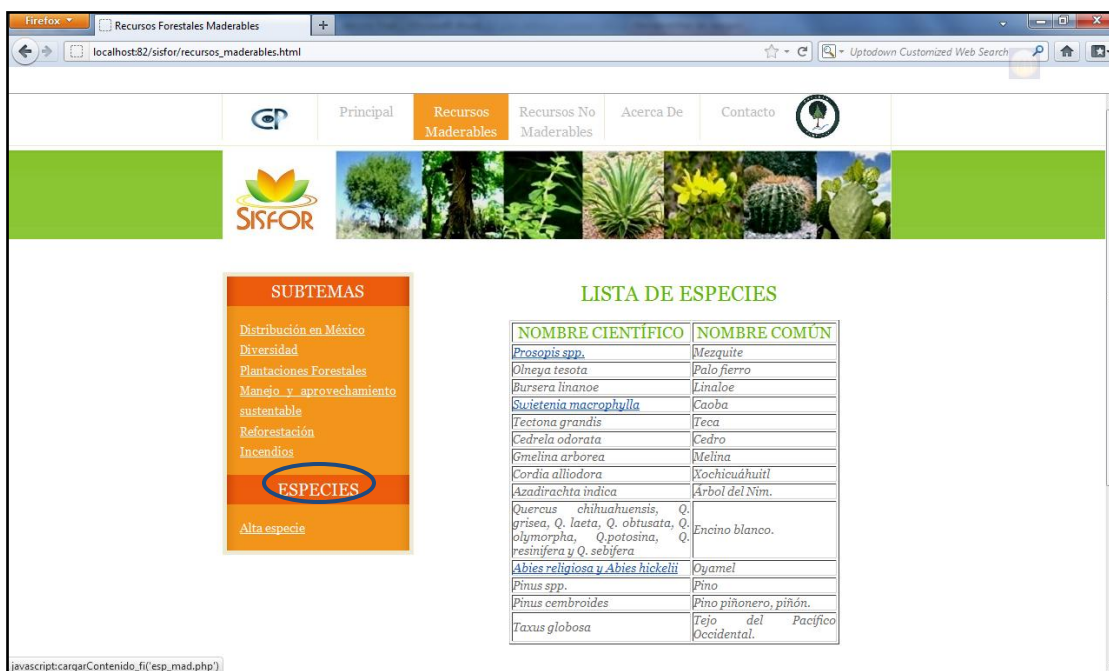 Firefox
Recursos Forestales Maderables
+
localhost:82/sisfor/recursos_maderables.html
Uptodown Customized Web Search
CP
Principal
Recursos
Maderables
Recursos No
Maderables
Acerca De
Contacto
SISFOR
SUBTEMAS
Distribución en México
Diversidad
Plantaciones Forestales
Manejo y aprovechamiento
sustentable
Reforestación
Incendios
ESPECIES
Alta especie
LISTA DE ESPECIES
NOMBRE CIENTÍFICO NOMBRE COMÚN
Prosopis spp. Mezquite
Olneya tesota Palo fierro
Bursera linanoe Linaloe
Swietenia macrophylla Caoba
Tectona grandis Teca
Cedrela odorata Cedro
Gmelina arborea Melina
Cordia alliodora Xochicuáhuitl
Azadirachta indica Árbol del Nim.
Quercus chihuahuensis, Q.
grisea, Q. laeta, Q. obtusata, Q.
olymorpha, Q.potosina, Q.
resinifera y Q. sebifera
Encino blanco.
Abies religiosa y Abies hickelii Oyamel
Pinus spp. Pino
Pinus cembroides Pino piñonero, piñón.
Taxus globosa
Tejo del Pacífico
Occidental.
javascript:cargarContenido_fi('esp_mad.php')